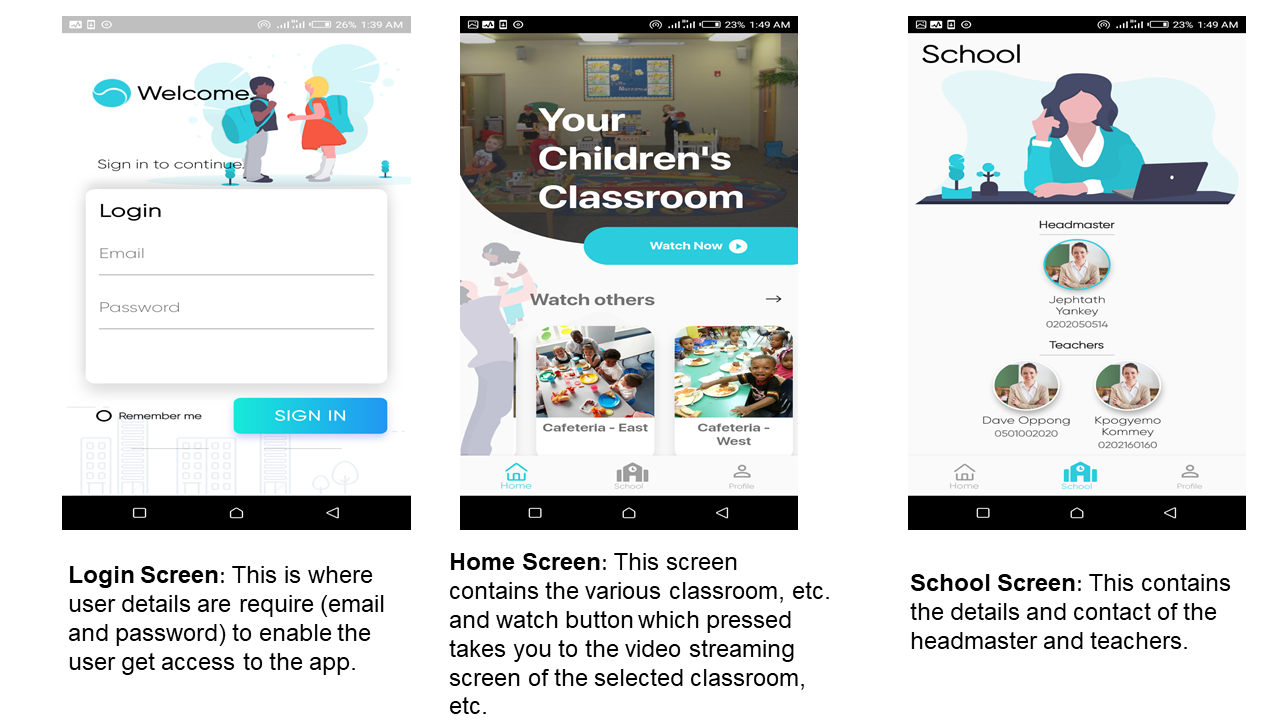 26% 1:39 AM
Welcome
Sign in to continue.
Login
Email
Password
Remember me
SIGN IN
Login Screen: This is where
user details are require (email
and password) to enable the
user get access to the app.
23% 1:49 AM
Your
Children's
Classroom
Watch Now
Watch others
Cafeteria - East
Cafeteria -
West
Home
School
Profile
Home Screen: This screen
contains the various classroom, etc.
and watch button which pressed
takes you to the video streaming
screen of the selected classroom,
etc.
23% 1:49 AM
School
Headmaster
Jephtath
Yankey
0202050514
Teachers
Dave Oppong
0501002020
Kpogyemo
Kommey
0202160160
Home
School
Profile
School Screen: This contains
the details and contact of the
headmaster and teachers.